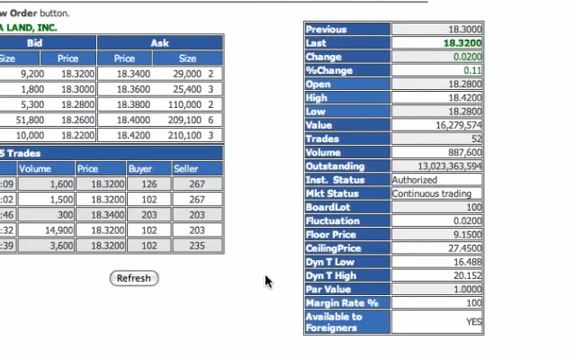 w Order button.
A LAND, INC.
Bid Ask
Size Price Price Size
9,200 18.3200 18.3400 29,000 2
1,800 18.3000 18.3600 25,400 3
5,300 18.2800 18.3800 110,000 2
51,800 18.2600 18.4000 209,100 6
10,000 18.2200 18.4200 210,100 3
5 Trades
Volume Price Buyer Seller
:09 1,600 18.3200 126 267
:02 1,500 18.3200 102 267
:46 300 18.3400 203 203
:32 14,900 18.3200 102 203
:39 3,600 18.3200 102 235
Refresh
Previous 18.3000
Last 18.3200
Change 0.0200
%Change 0.11
Open 18.2800
High 18.4200
Low 18.2800
Value 16,279,574
Trades 52
Volume 887,600
Outstanding 13,023,363,594
Inst. Status Authorized
Mkt Status Continuous trading
BoardLot 100
Fluctuation 0.0200
Floor Price 9.1500
CeilingPrice 27.4500
Dyn T Low 16.488
Dyn T High 20.152
Par Value 1.0000
Margin Rate % 100
Available to
Foreigners YES